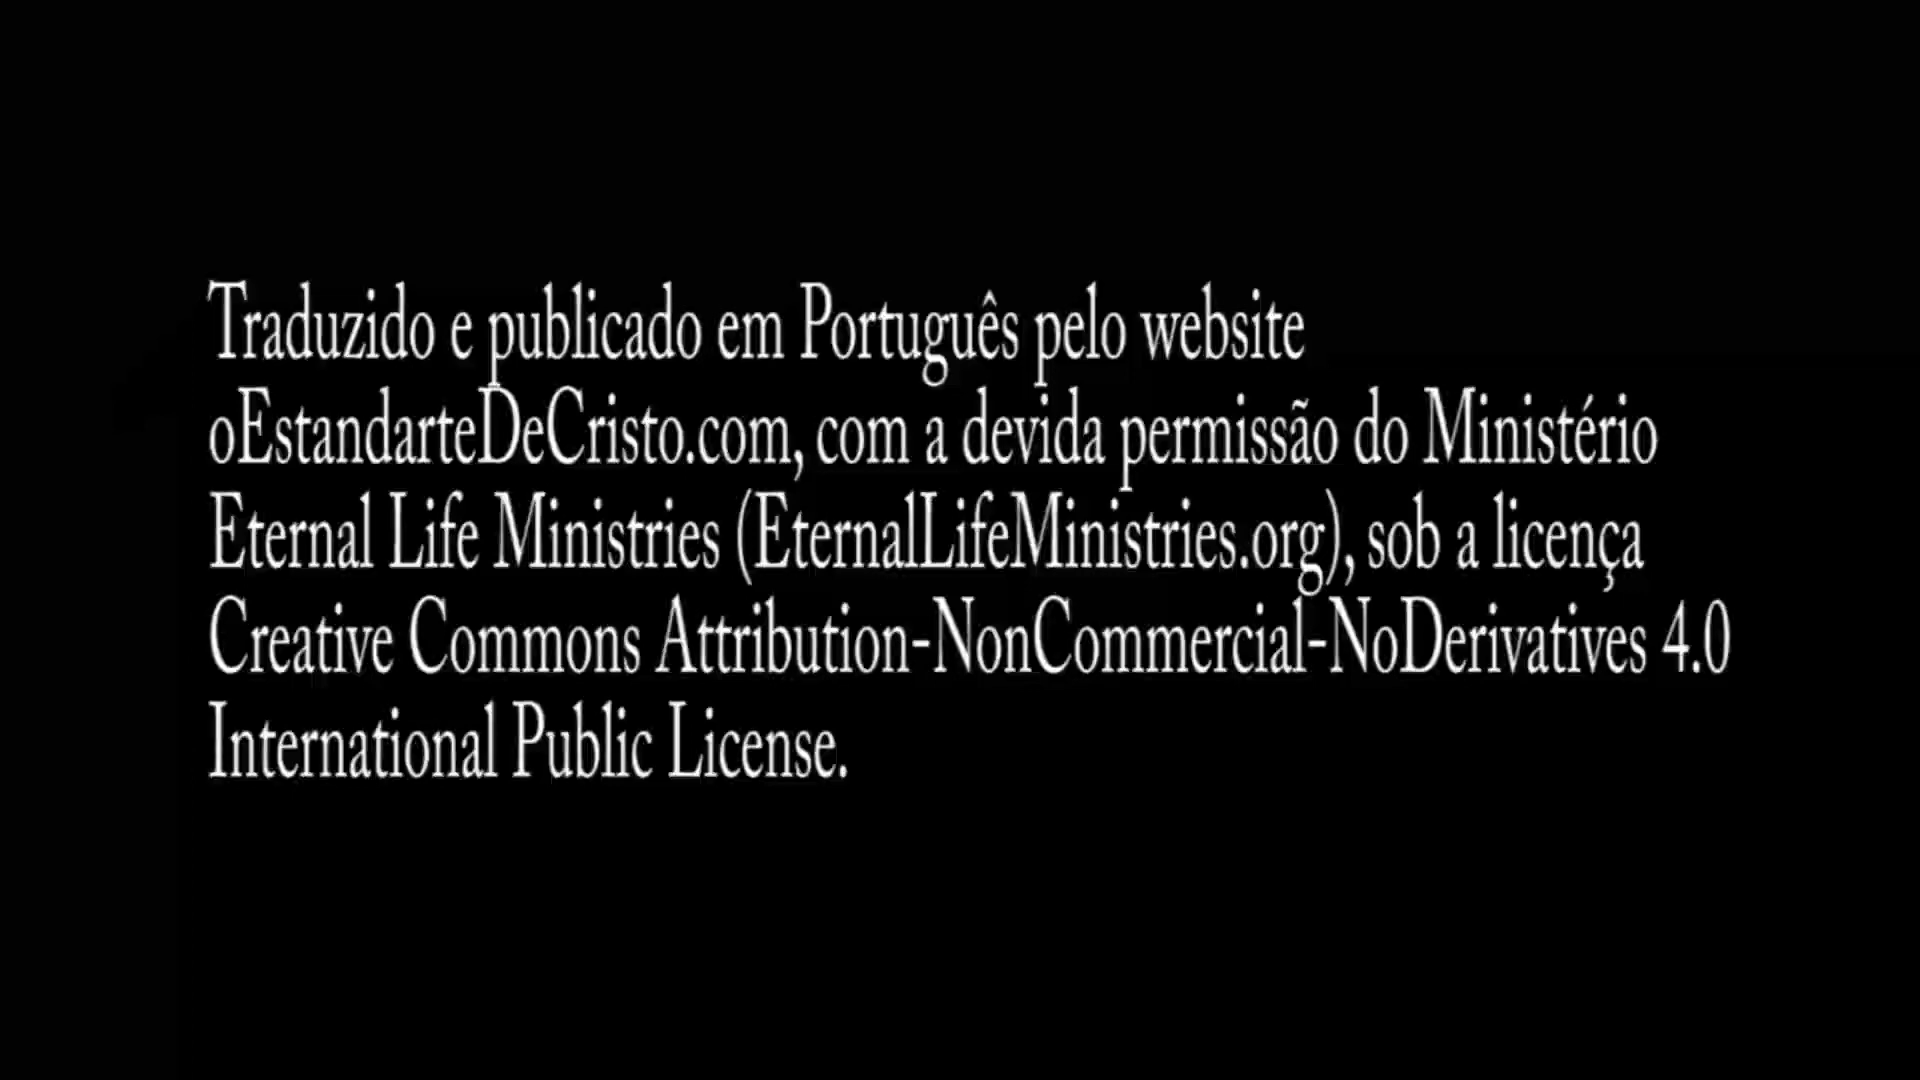 Traduzido e publicado em Português pelo website
oEstandarteDeCristo.com, com a devida permissão do Ministério
Eternal Life Ministries (EternalLifeMinistries.org), sob a licença
Creative Commons Attribution-NonCommercial-NoDerivatives 4.0
International Public License.